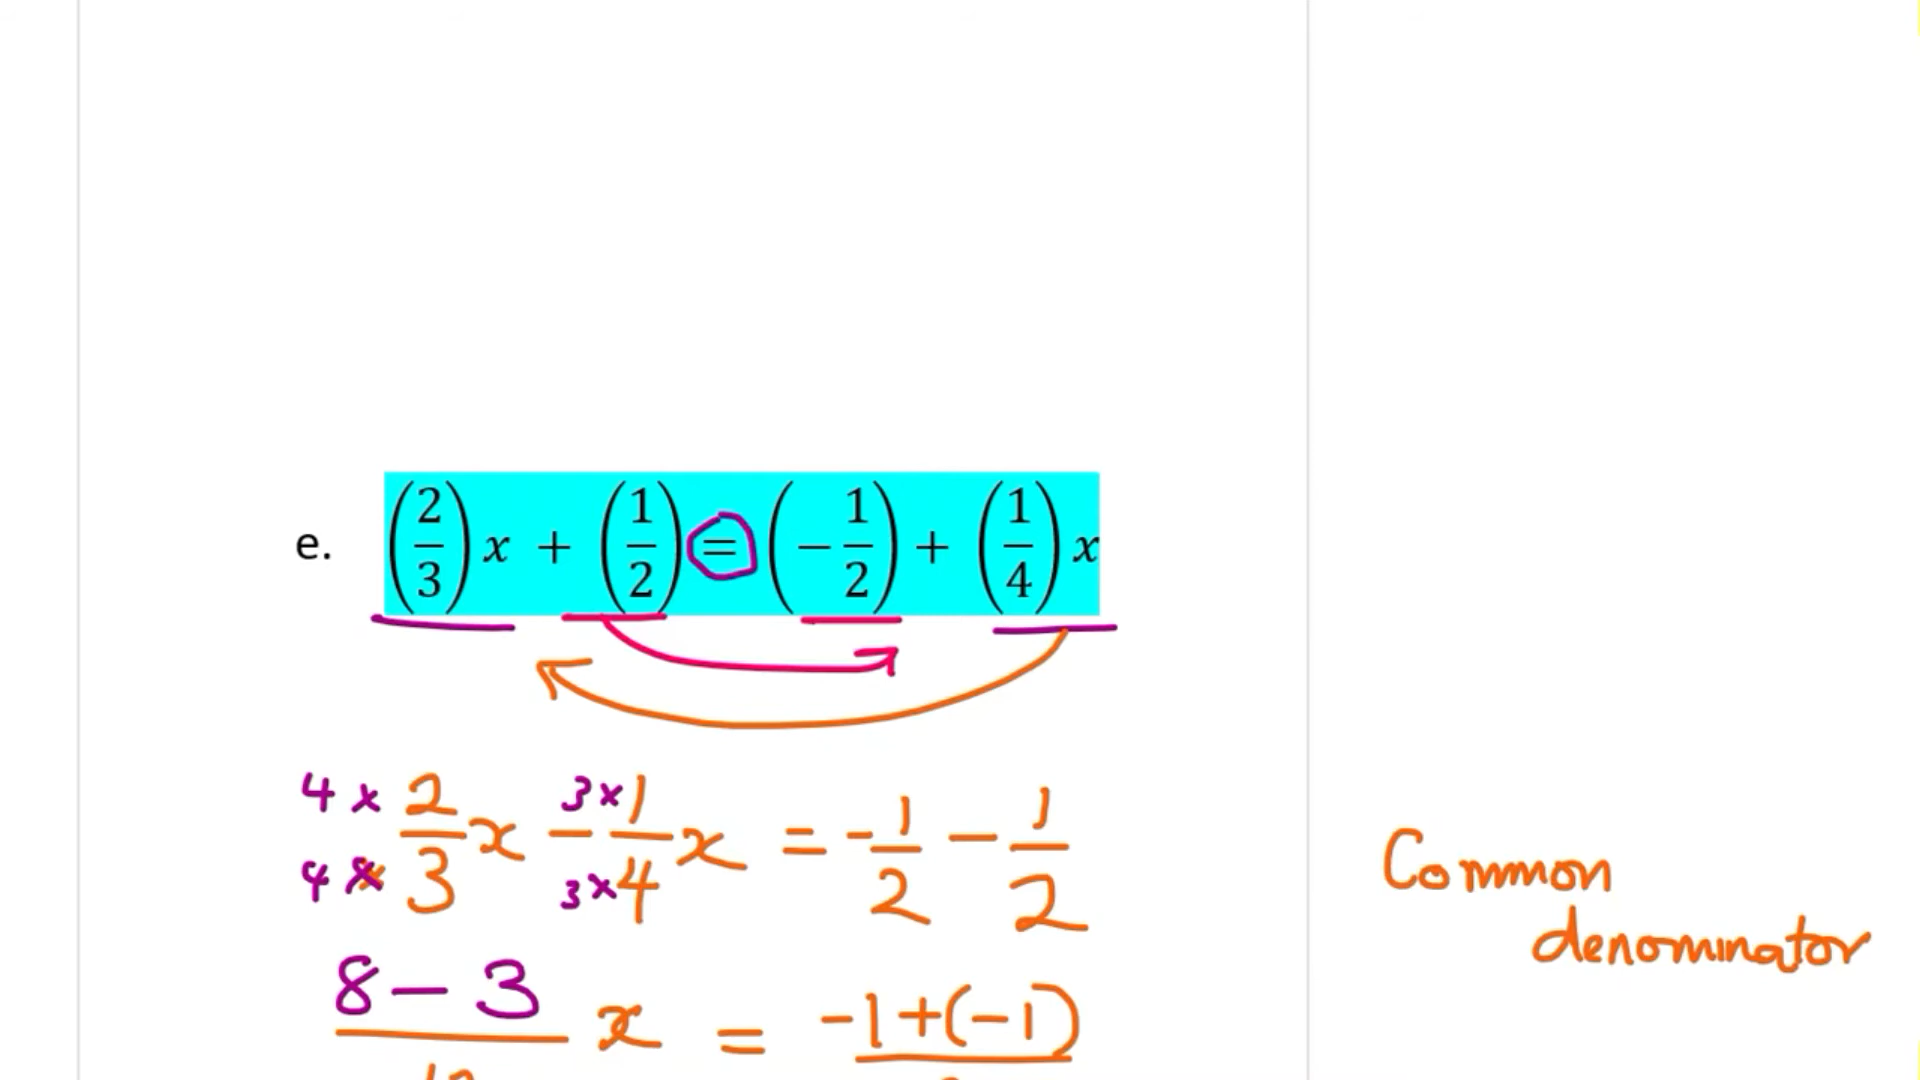 e. (2/3)x + (1/2) = (-1/2) + (1/4)x
4 × 2/4 × 3 x - 3 × 1/3 × 4 x = -1/2 - 1/2
Common
denominator
8 - 3/12 x = -1 + (-1)